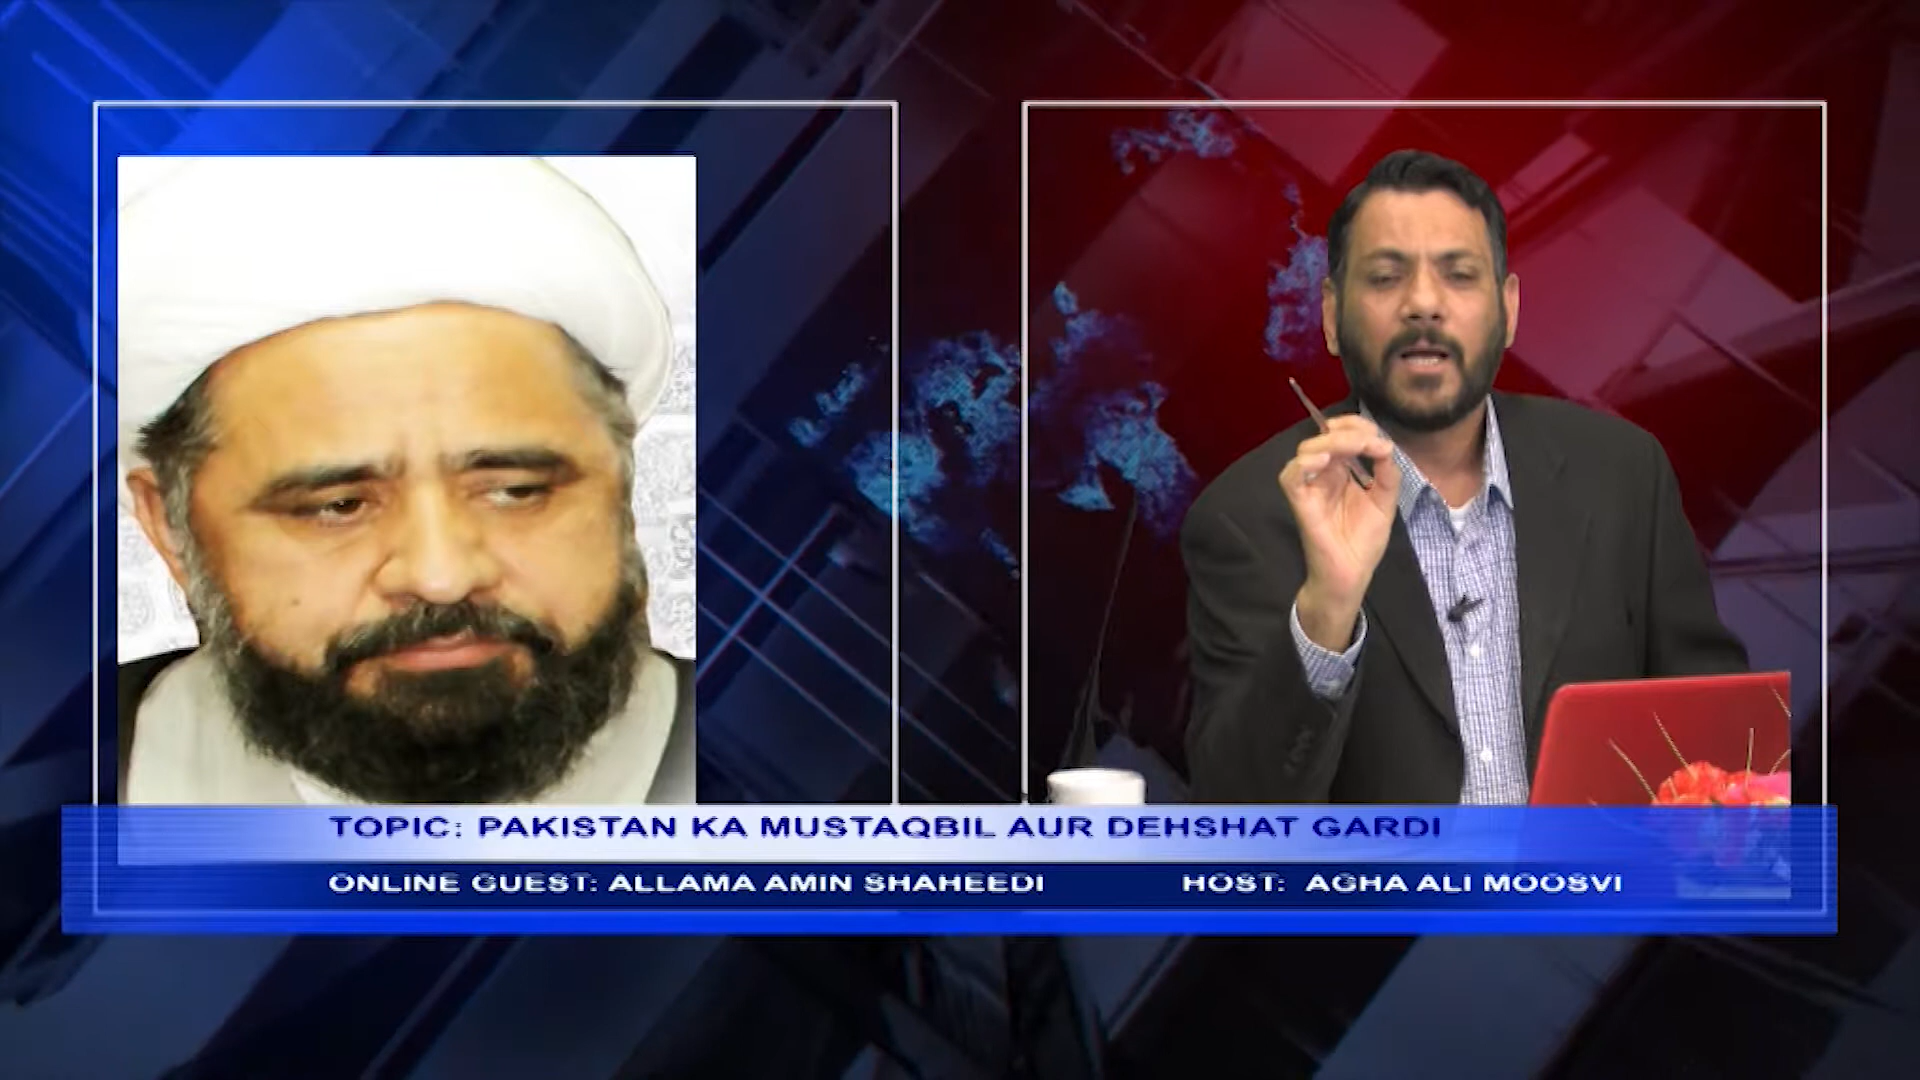 TOPIC: PAKISTAN KA MUSTAQBIL AUR DEHSHAT GARDI
ONLINE GUEST: ALLAMA AMIN SHAHEEDI HOST: AGHA ALI MOOSVI